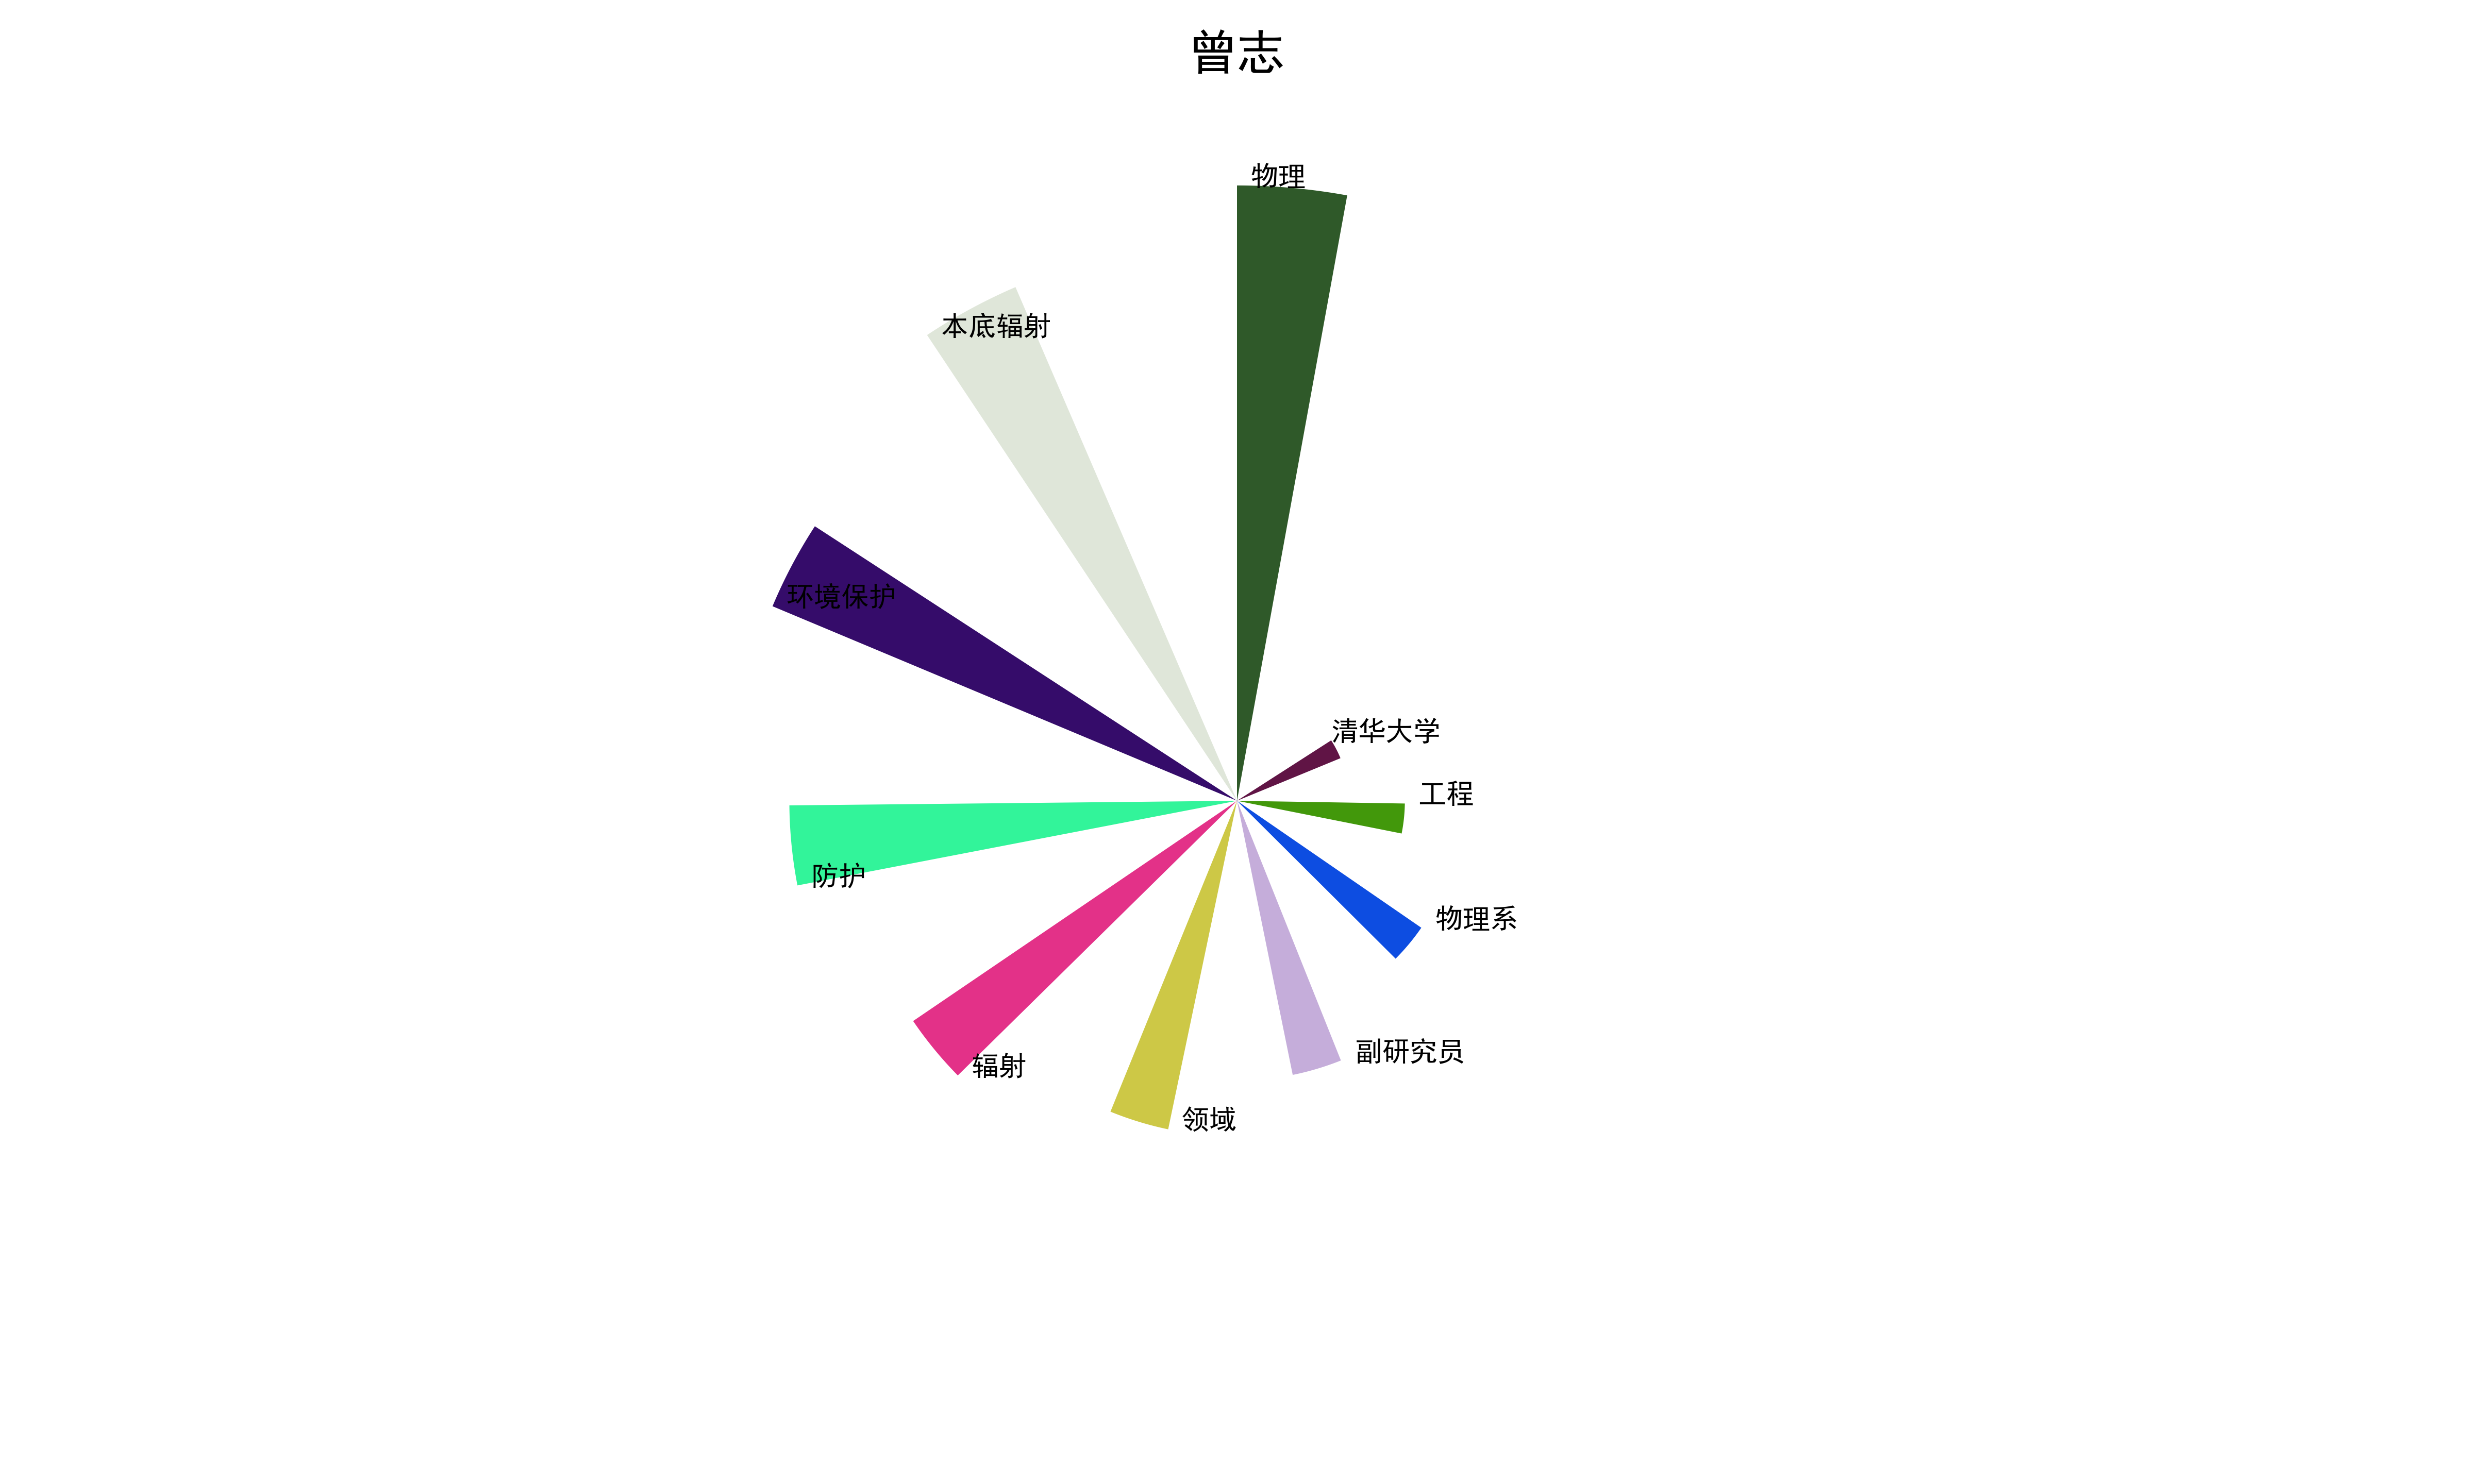 曾志
物理
本底辐射
环境保护
清华大学
工程
防护
物理系
副研究员
辐射
领域